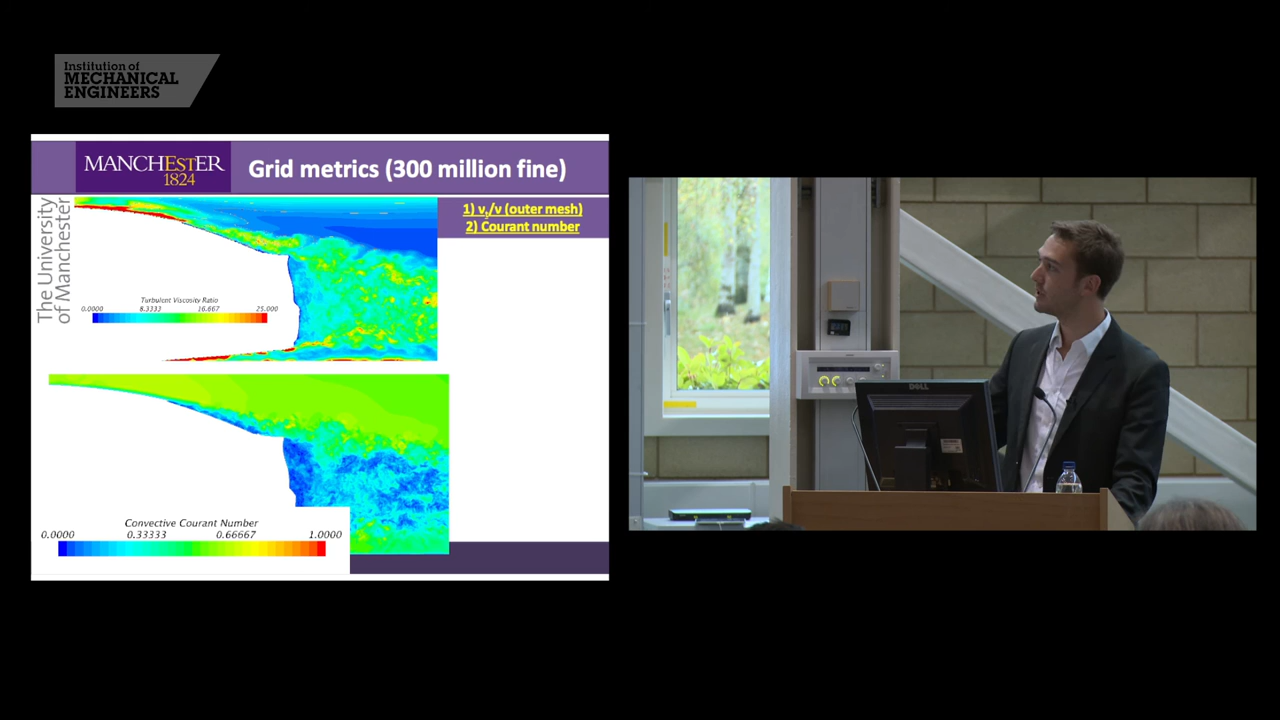 Institution of
MECHANICAL
ENGINEERS
MANCHESTER
1824
Grid metrics (300 million fine)
The University
of Manchester
1) νt/ν (outer mesh)
2) Courant number
Turbulent Viscosity Ratio
0.0000 8.3333 16.667 25.000
Convective Courant Number
0.0000 0.33333 0.66667 1.0000
DELL